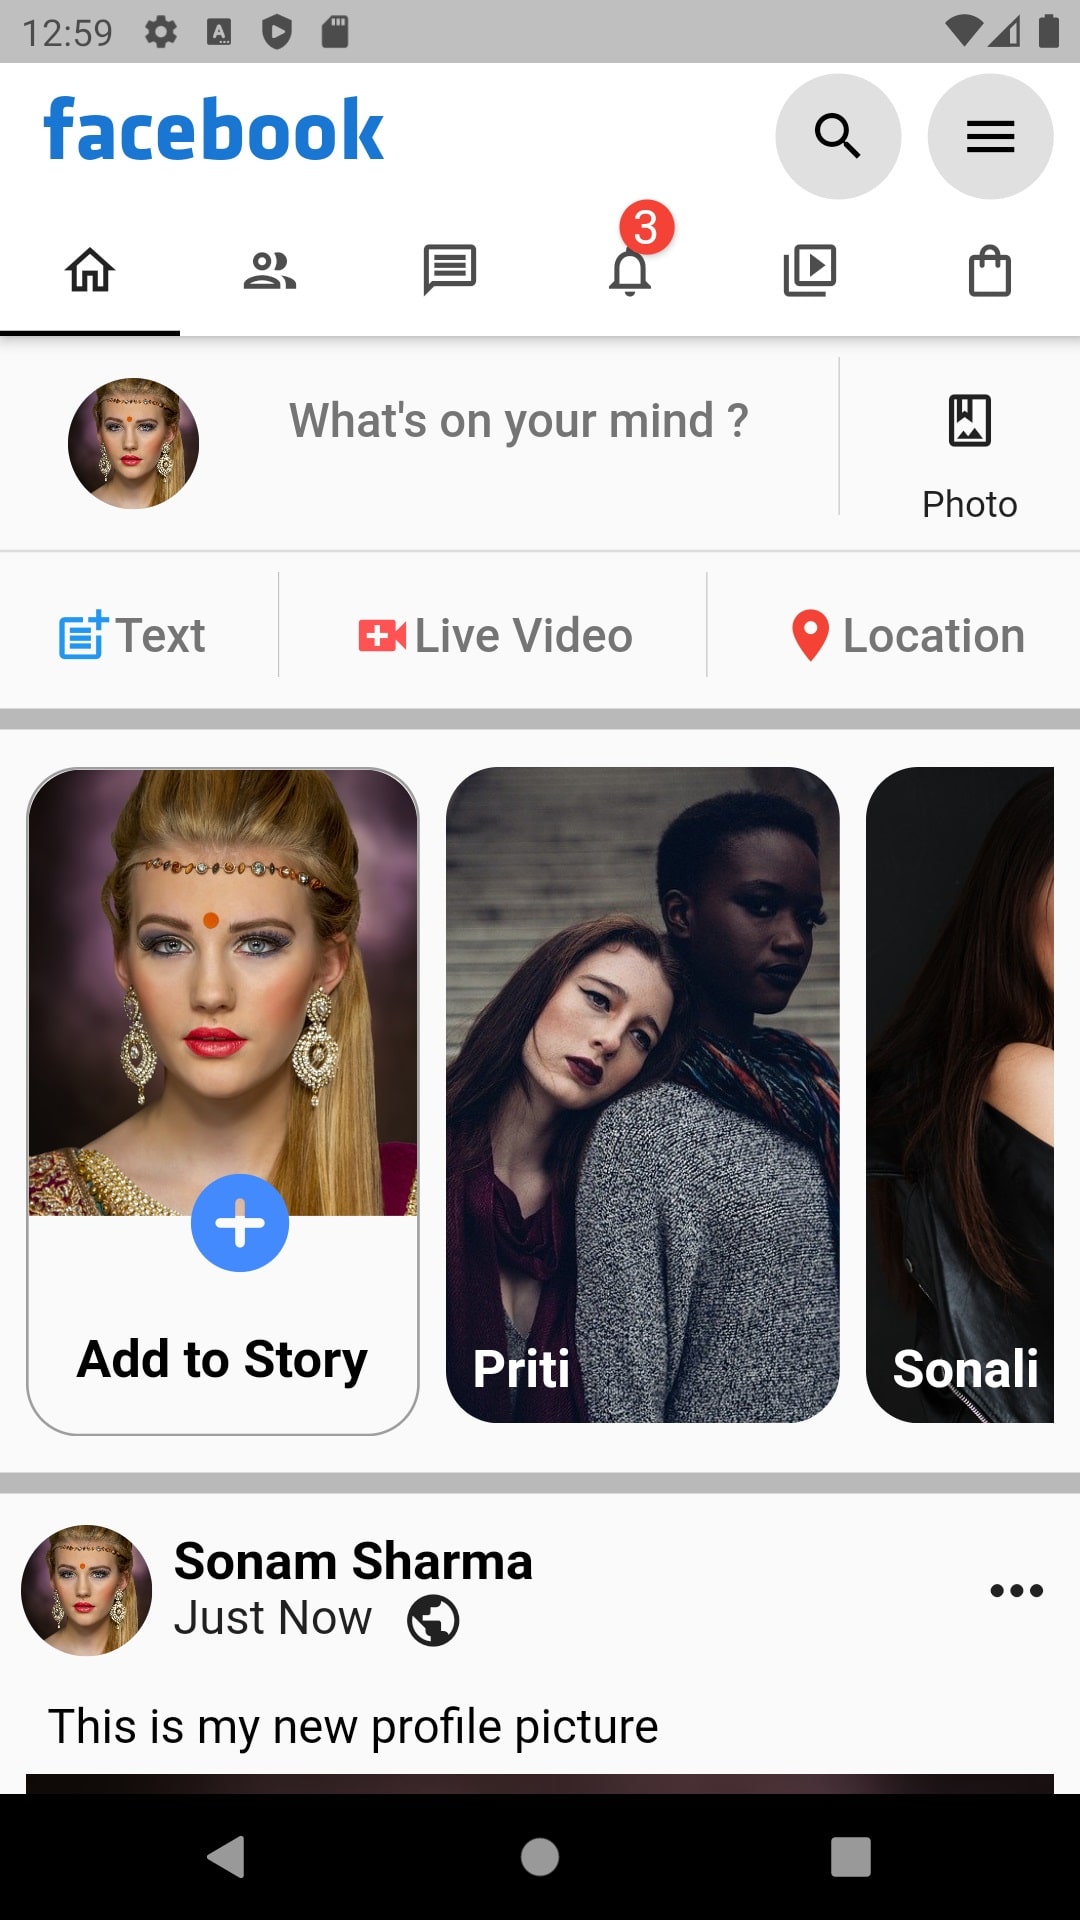 12:59
facebook
3
What's on your mind ?
Photo
Text
Live Video
Location
Add to Story
Priti
Sonali
Sonam Sharma
Just Now
This is my new profile picture